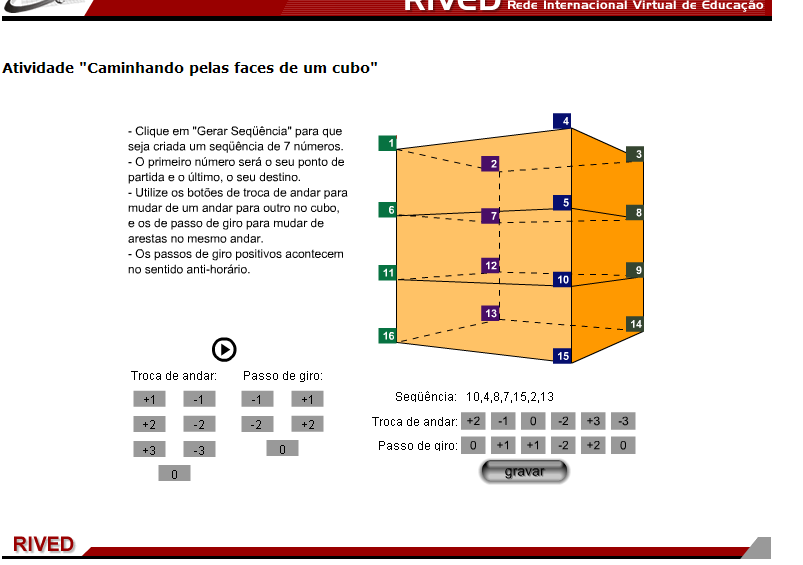 RIVED Rede Internacional Virtual de Educação
Atividade "Caminhando pelas faces de um cubo"
- Clique em "Gerar Seqüência" para que
seja criada um seqüência de 7 números.
- O primeiro número será o seu ponto de
partida e o último, o seu destino.
- Utilize os botões de troca de andar para
mudar de um andar para outro no cubo,
e os de passo de giro para mudar de
arestas no mesmo andar.
- Os passos de giro positivos acontecem
no sentido anti-horário.
4
1
3
2
5
6
7
8
12
9
11
10
13
14
16
15
Troca de andar: Passo de giro:
+1 -1 -1 +1
+2 -2 -2 +2
+3 -3 0
0
Seqüência: 10,4,8,7,15,2,13
Troca de andar: +2 -1 0 -2 +3 -3
Passo de giro: 0 +1 +1 -2 +2 0
gravar
RIVED